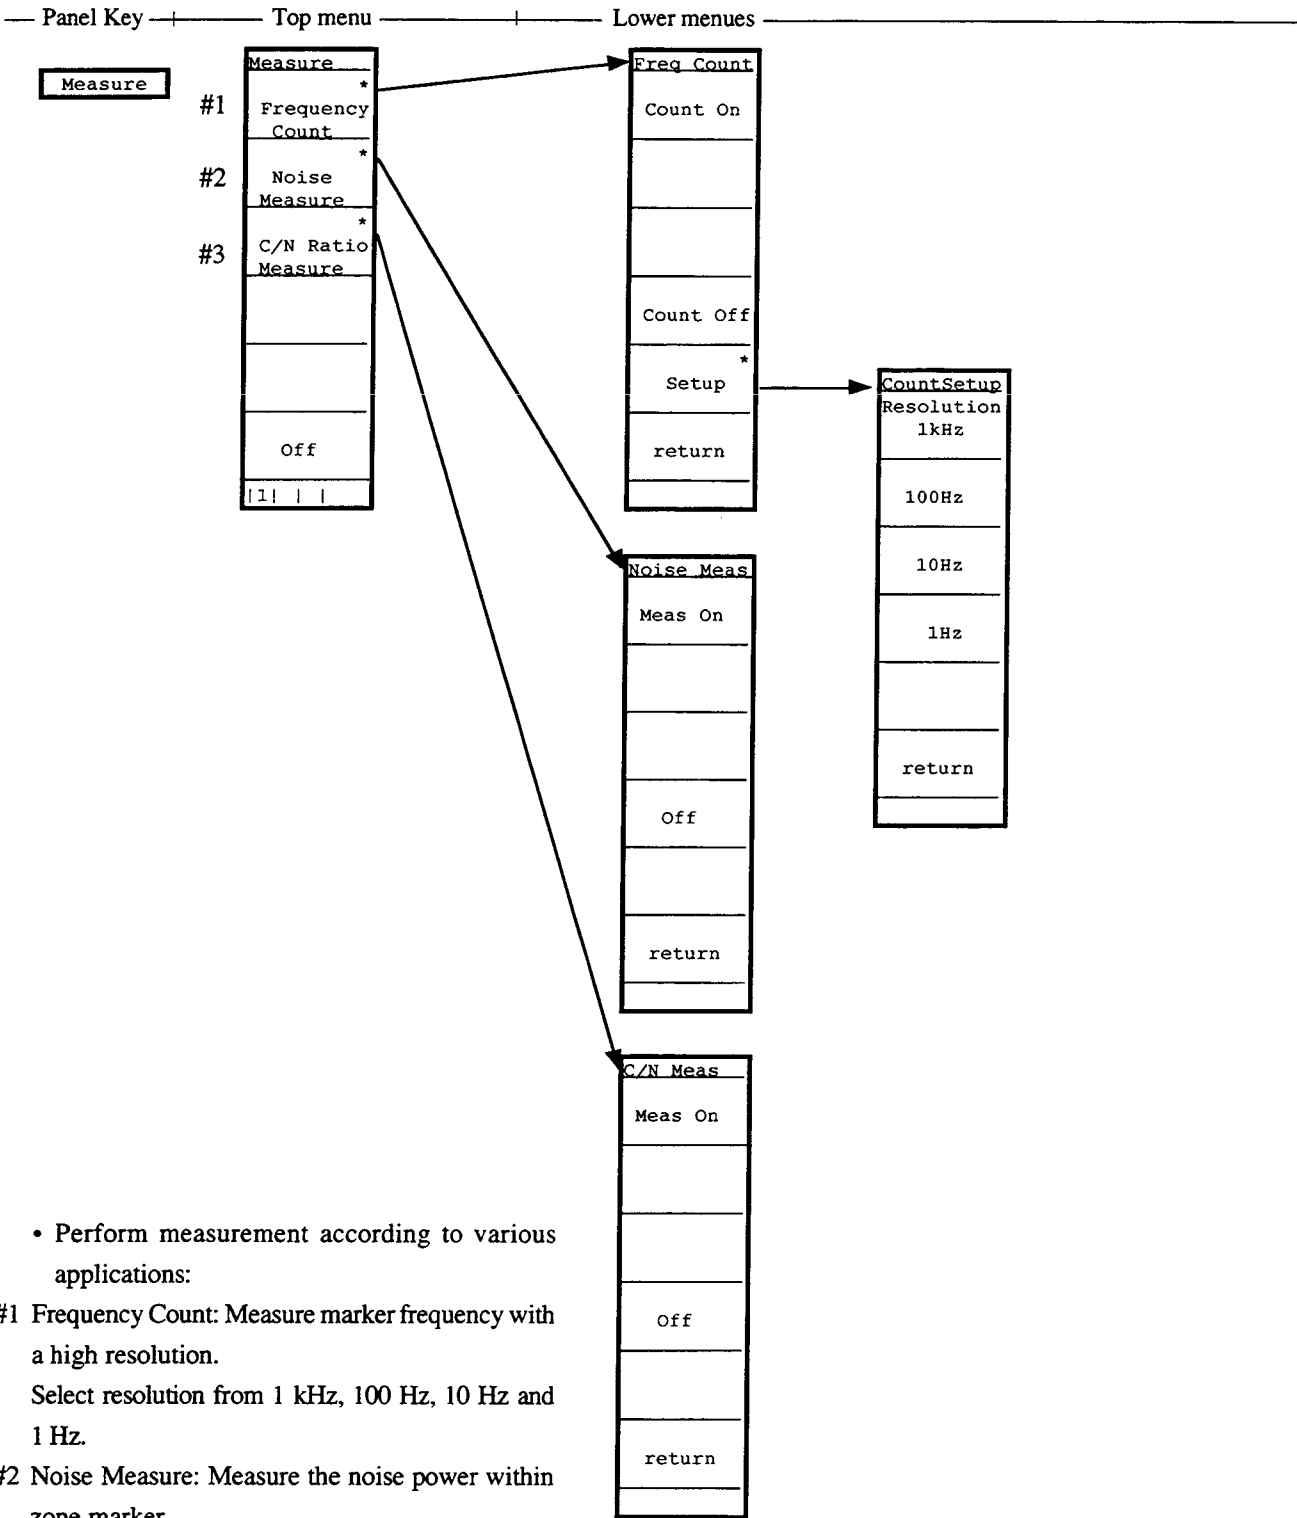 Panel Key
Top menu
Lower menues
Measure
#1
#2
#3
Measure
*
Frequency
Count
*
Noise
Measure
*
C/N Ratio
Measure
Off
|1| | |
Freq Count
Count On
Count Off
*
Setup
return
CountSetup
Resolution
1kHz
100Hz
10Hz
1Hz
return
Noise Meas
Meas On
Off
return
C/N Meas
Meas On
Off
return
• Perform measurement according to various
applications:
#1 Frequency Count: Measure marker frequency with
a high resolution.
Select resolution from 1 kHz, 100 Hz, 10 Hz and
1 Hz.
#2 Noise Measure: Measure the noise power within
zone marker